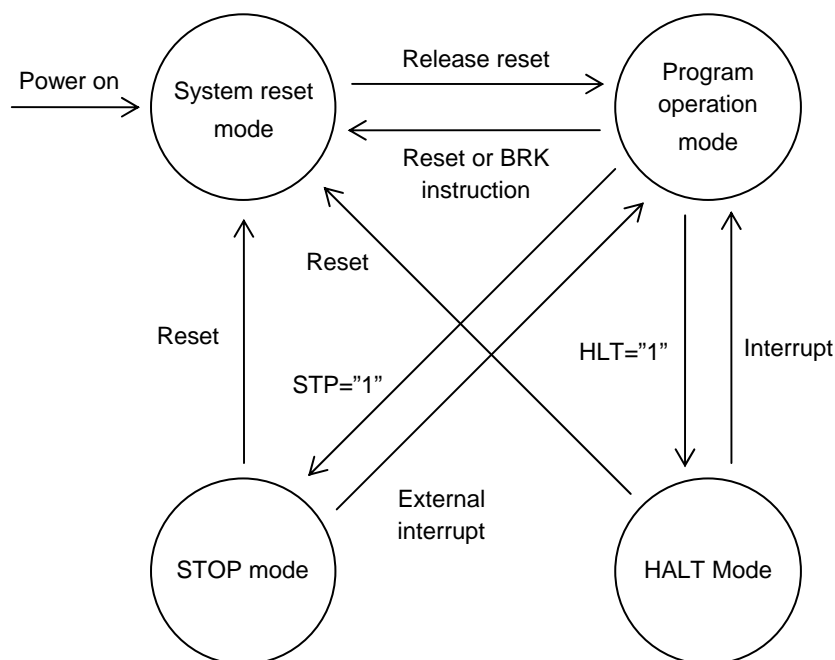 Power on
System reset
mode
Release reset
Program
operation
mode
Reset or BRK
instruction
Reset
Reset
STP=”1”
HLT=”1”
Interrupt
External
interrupt
STOP mode
HALT Mode